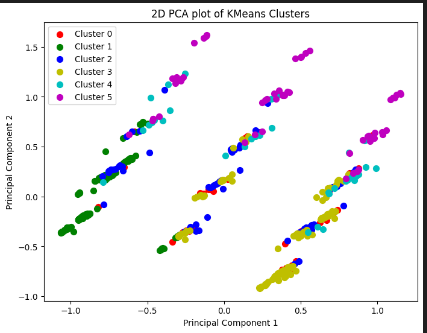 2D PCA plot of KMeans Clusters
Cluster 0
Cluster 1
Cluster 2
Cluster 3
Cluster 4
Cluster 5
1.5
1.0
0.5
0.0
−0.5
−1.0
Principal Component 2
−1.0 −0.5 0.0 0.5 1.0
Principal Component 1